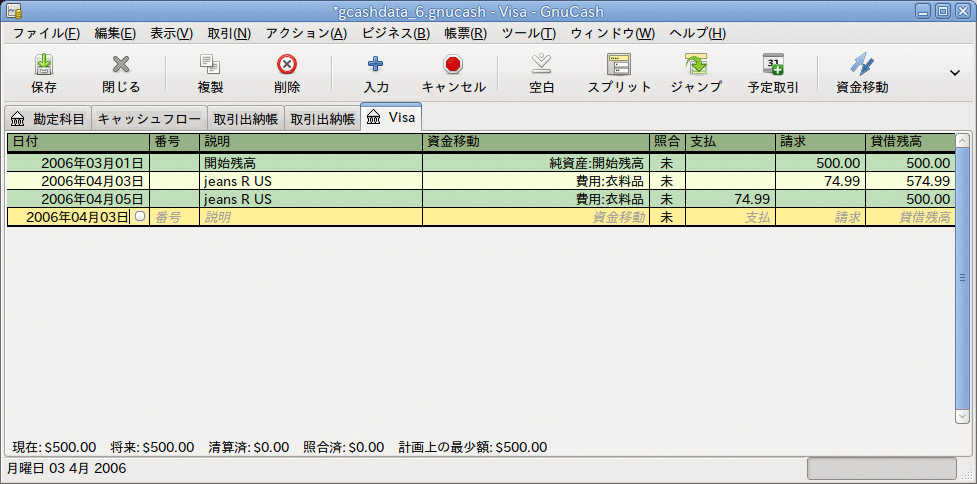 *gcashdata_6.gnucash - Visa - GnuCash
ファイル(F) 編集(E) 表示(V) 取引(N) アクション(A) ビジネス(B) 帳票(R) ツール(T) ウィンドウ(W) ヘルプ(H)
保存 閉じる 複製 削除 入力 キャンセル 空白 スプリット ジャンプ 予定取引 資金移動
勘定科目 キャッシュフロー 取引出納帳 取引出納帳 Visa
日付 番号 説明 資金移動 照合 支払 請求 貸借残高
2006年03月01日 開始残高 純資産:開始残高 未 500.00 500.00
2006年04月03日 jeans R US 費用:衣料品 未 74.99 574.99
2006年04月05日 jeans R US 費用:衣料品 未 74.99 500.00
2006年04月03日 番号 説明 資金移動 未 支払 請求 貸借残高
現在: $500.00 将来: $500.00 清算済: $0.00 照合済: $0.00 計画上の最少額: $500.00
月曜日 03 4月 2006